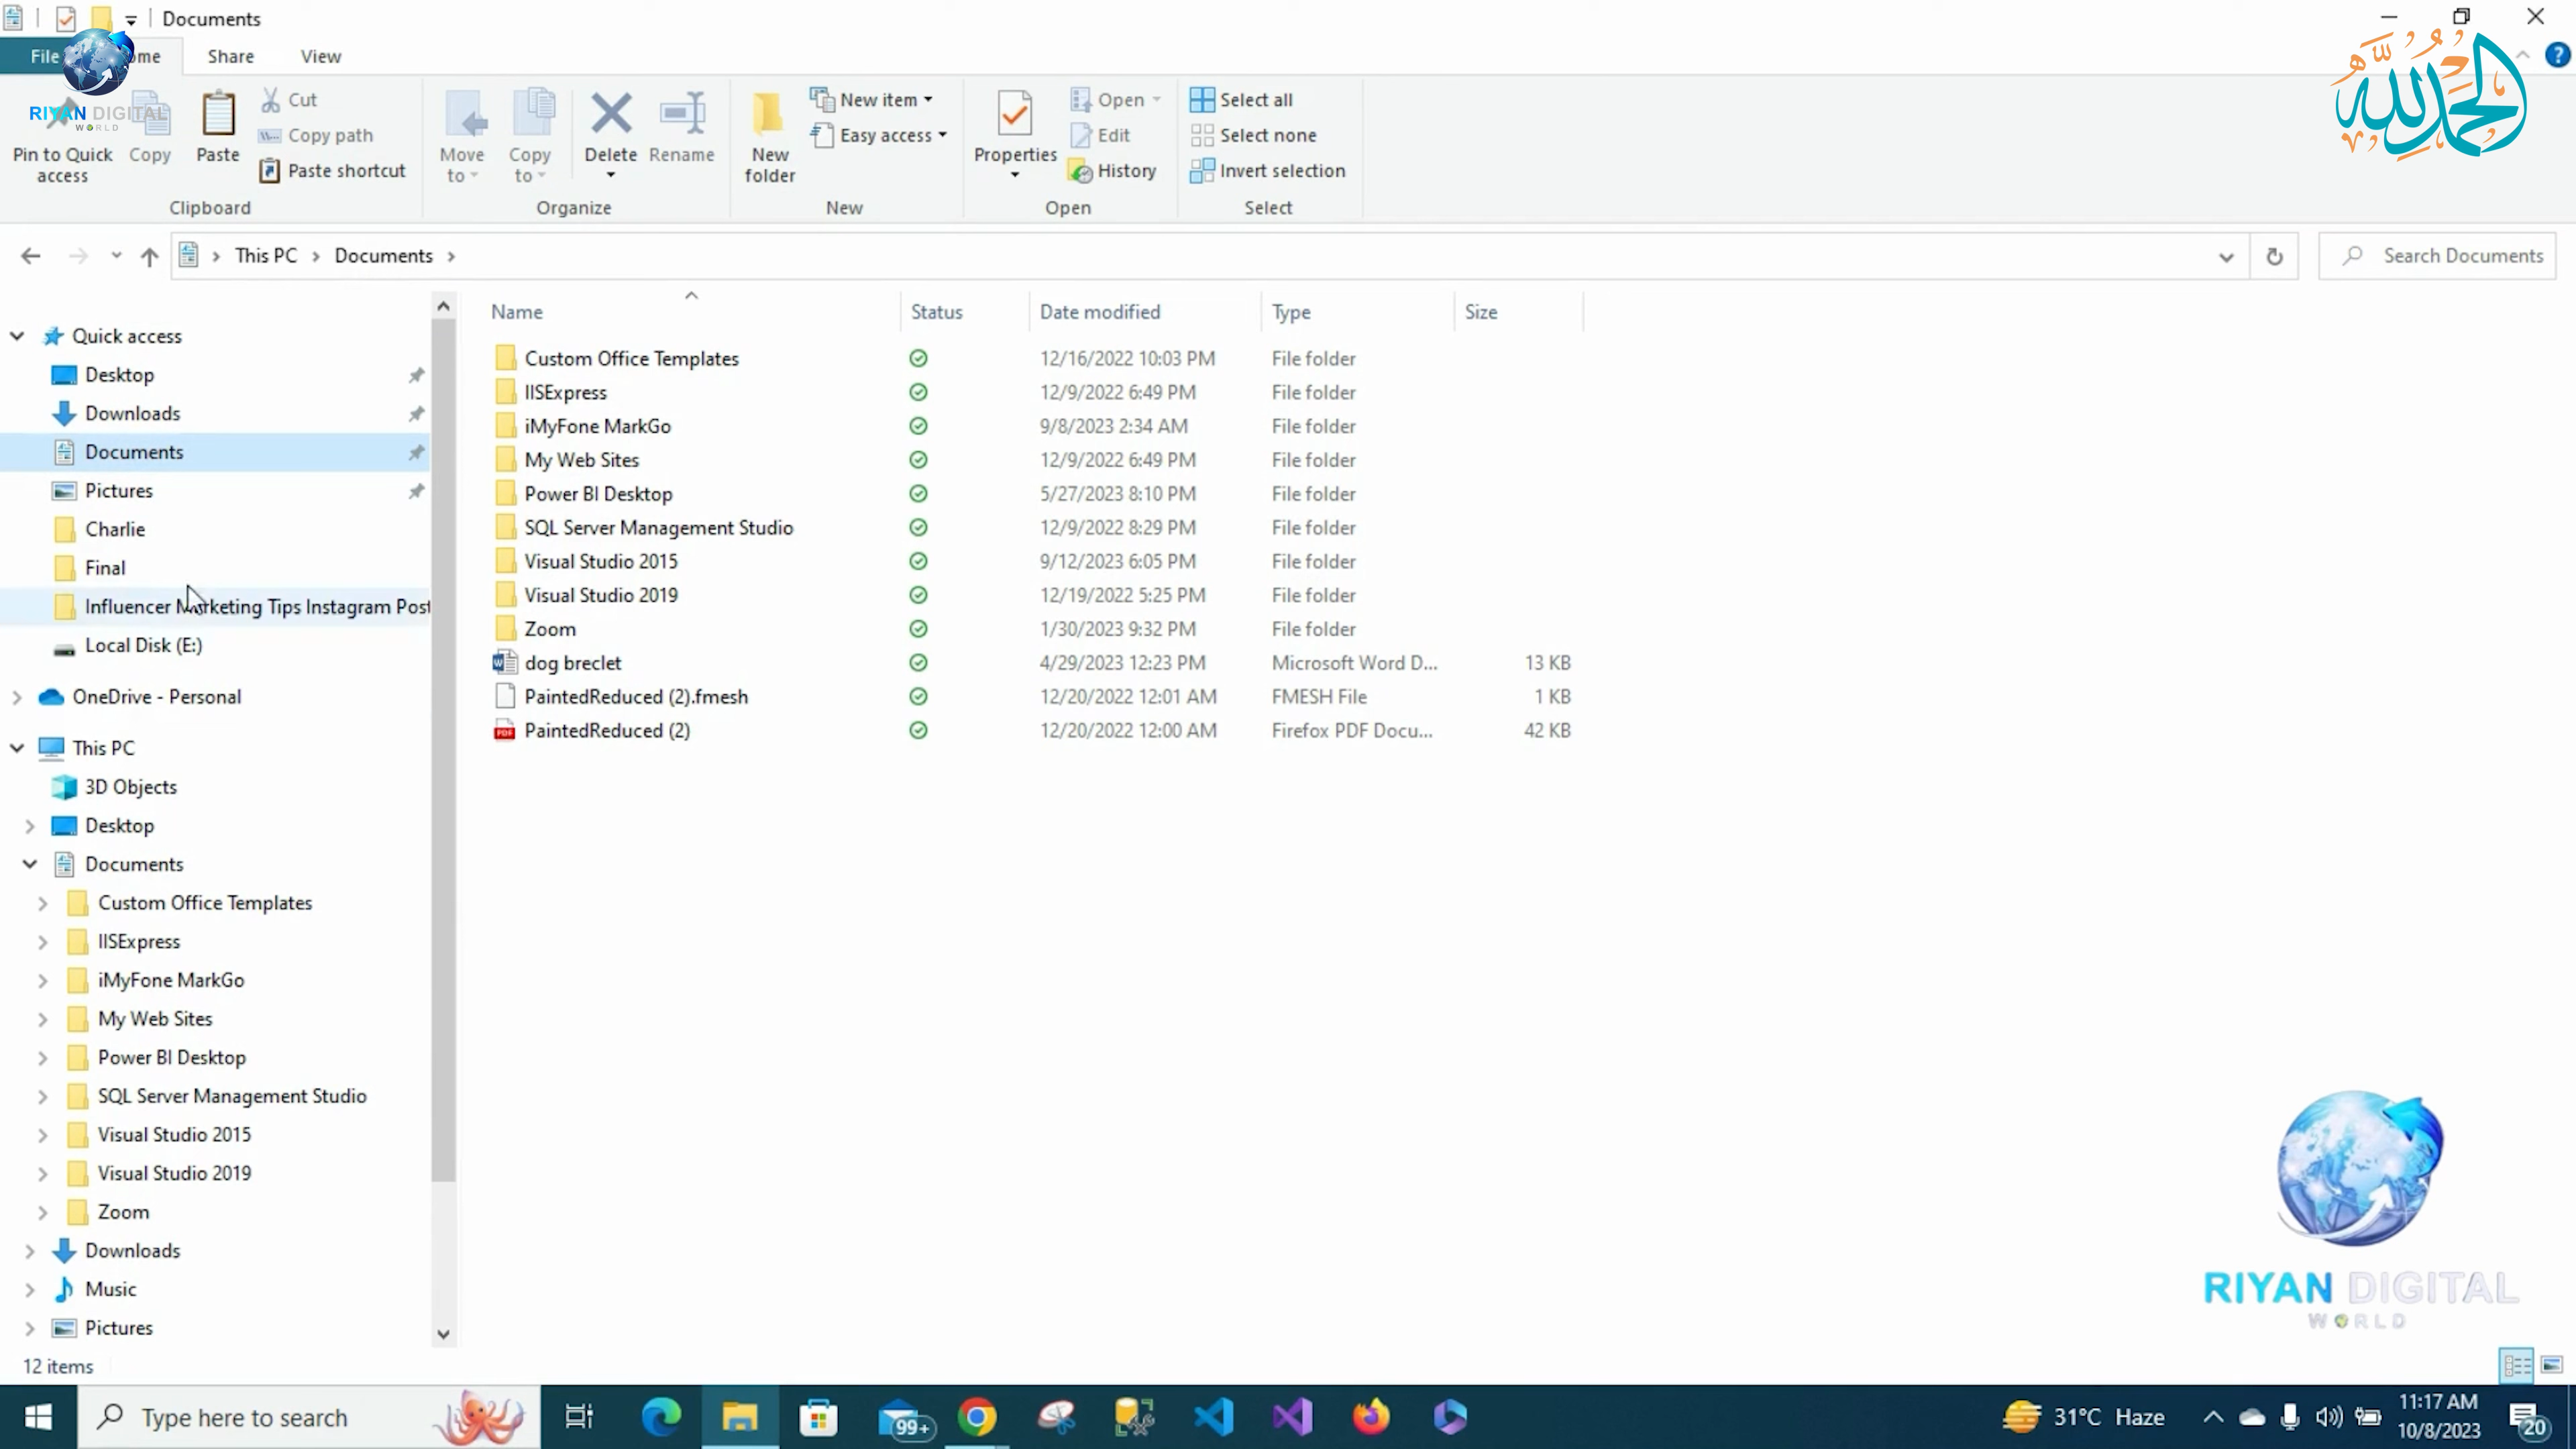 Documents
File
ome
Share
View
RIYAN DIGITAL
WORLD
الحمد لله
Pin to Quick access
Copy
Paste
Cut
Copy path
Paste shortcut
Move to
Copy to
Delete
Rename
New folder
New item
Easy access
Properties
Open
Edit
History
Select all
Select none
Invert selection
Clipboard
Organize
New
Open
Select
This PC
Documents
Search Documents
Quick access
Desktop
Downloads
Documents
Pictures
Charlie
Final
Influencer Marketing Tips Instagram Post
Local Disk (E:)
OneDrive - Personal
This PC
3D Objects
Desktop
Documents
Custom Office Templates
IISExpress
iMyFone MarkGo
My Web Sites
Power BI Desktop
SQL Server Management Studio
Visual Studio 2015
Visual Studio 2019
Zoom
Downloads
Music
Pictures
Name Status Date modified Type Size
Custom Office Templates 12/16/2022 10:03 PM File folder
IISExpress 12/9/2022 6:49 PM File folder
iMyFone MarkGo 9/8/2023 2:34 AM File folder
My Web Sites 12/9/2022 6:49 PM File folder
Power BI Desktop 5/27/2023 8:10 PM File folder
SQL Server Management Studio 12/9/2022 8:29 PM File folder
Visual Studio 2015 9/12/2023 6:05 PM File folder
Visual Studio 2019 12/19/2022 5:25 PM File folder
Zoom 1/30/2023 9:32 PM File folder
dog breclet 4/29/2023 12:23 PM Microsoft Word D... 13 KB
PaintedReduced (2).fmesh 12/20/2022 12:01 AM FMESH File 1 KB
PaintedReduced (2) 12/20/2022 12:00 AM Firefox PDF Docu... 42 KB
RIYAN DIGITAL
WORLD
12 items
Type here to search
99+
31°C Haze
11:17 AM
10/8/2023
20